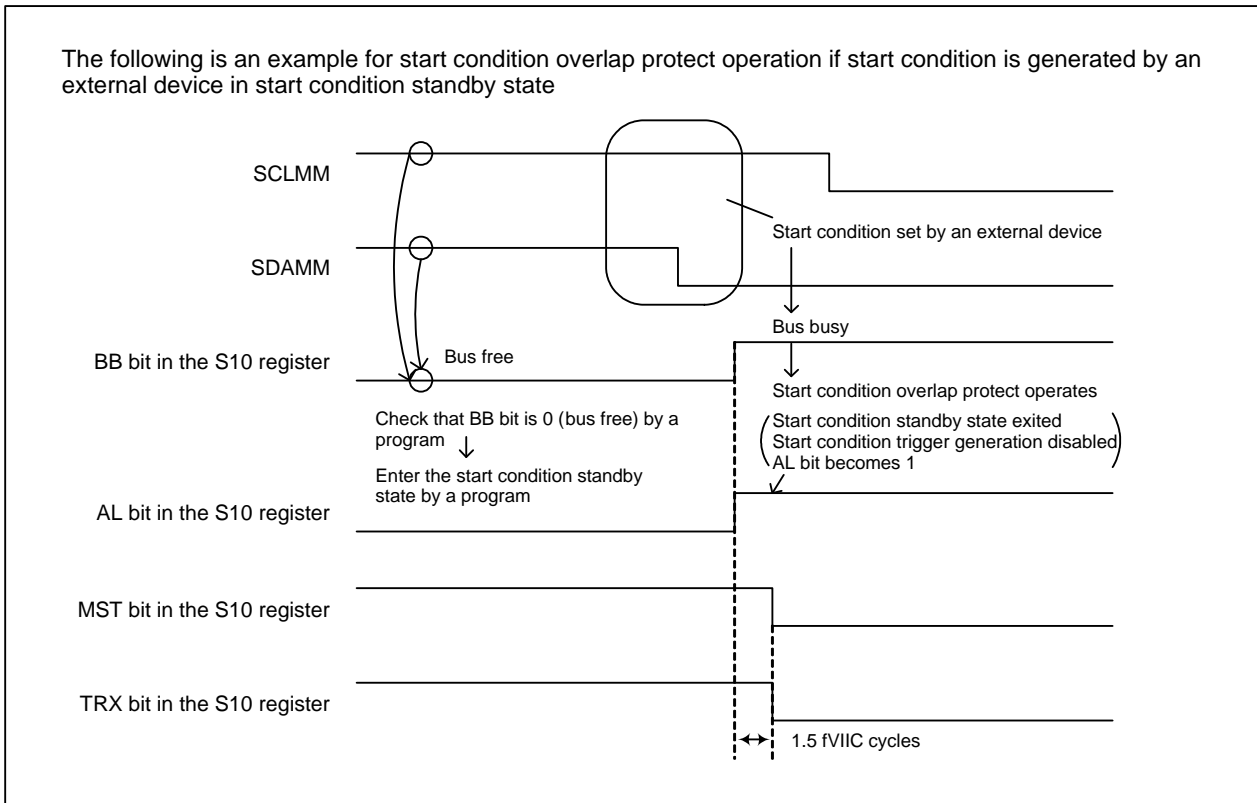 The following is an example for start condition overlap protect operation if start condition is generated by an
external device in start condition standby state
SCLMM
Start condition set by an external device
SDAMM
Bus busy
BB bit in the S10 register
Bus free
Start condition overlap protect operates
Check that BB bit is 0 (bus free) by a
program
Start condition standby state exited
Start condition trigger generation disabled
AL bit becomes 1
Enter the start condition standby
state by a program
AL bit in the S10 register
MST bit in the S10 register
TRX bit in the S10 register
1.5 fVIIC cycles